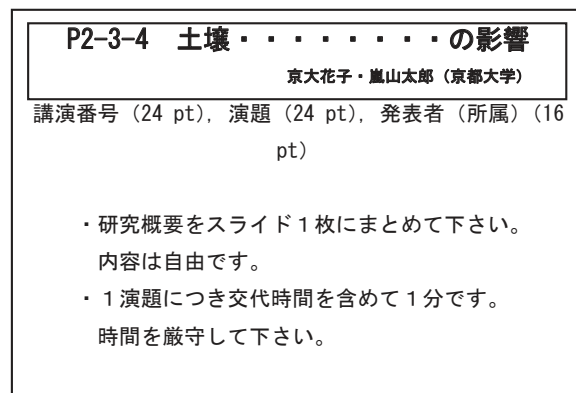 P2-3-4　土壌・・・・・・・・・の影響
京大花子・嵐山太郎（京都大学）
講演番号（24 pt），演題（24 pt），発表者（所属）（16
pt）
・研究概要をスライド１枚にまとめて下さい。
内容は自由です。
・１演題につき交代時間を含めて１分です。
時間を厳守して下さい。